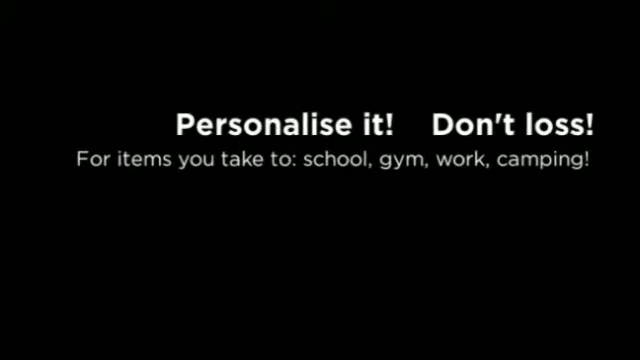 Personalise it! Don't loss!
For items you take to: school, gym, work, camping!